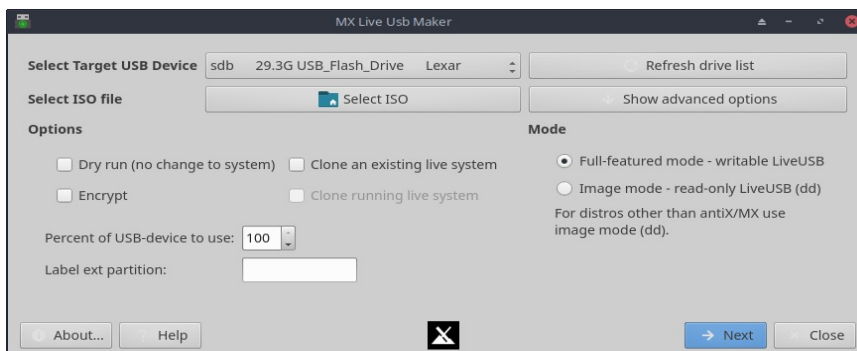 MX Live Usb Maker
Select Target USB Device sdb 29.3G USB_Flash_Drive Lexar Refresh drive list
Select ISO file Select ISO Show advanced options
Options Mode
Dry run (no change to system) Clone an existing live system Full-featured mode - writable LiveUSB
Encrypt Clone running live system Image mode - read-only LiveUSB (dd)
For distros other than antiX/MX use
image mode (dd).
Percent of USB-device to use: 100
Label ext partition:
About... ? Help Next Close